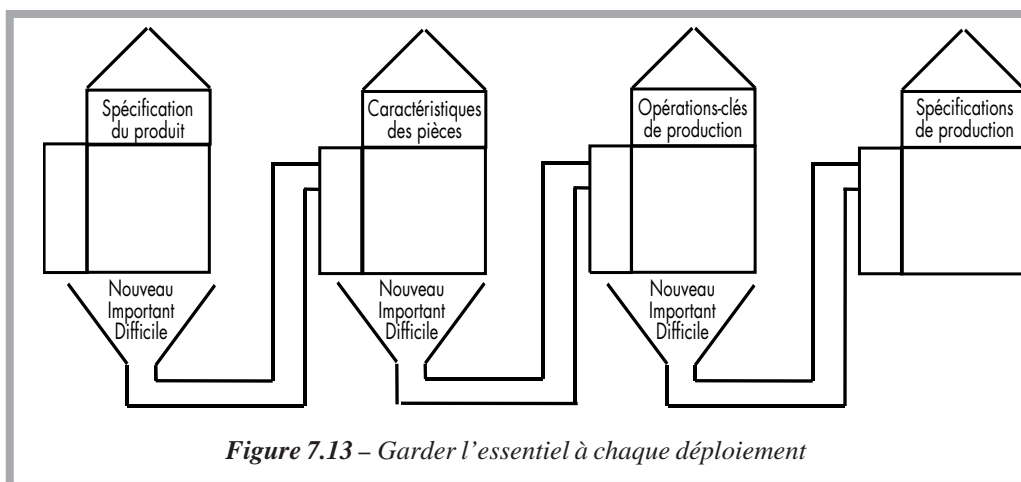 Spécification
du produit
Caractéristiques
des pièces
Opérations-clés
de production
Spécifications
de production
Nouveau
Important
Difficile
Nouveau
Important
Difficile
Nouveau
Important
Difficile
Figure 7.13 – Garder l'essentiel à chaque déploiement